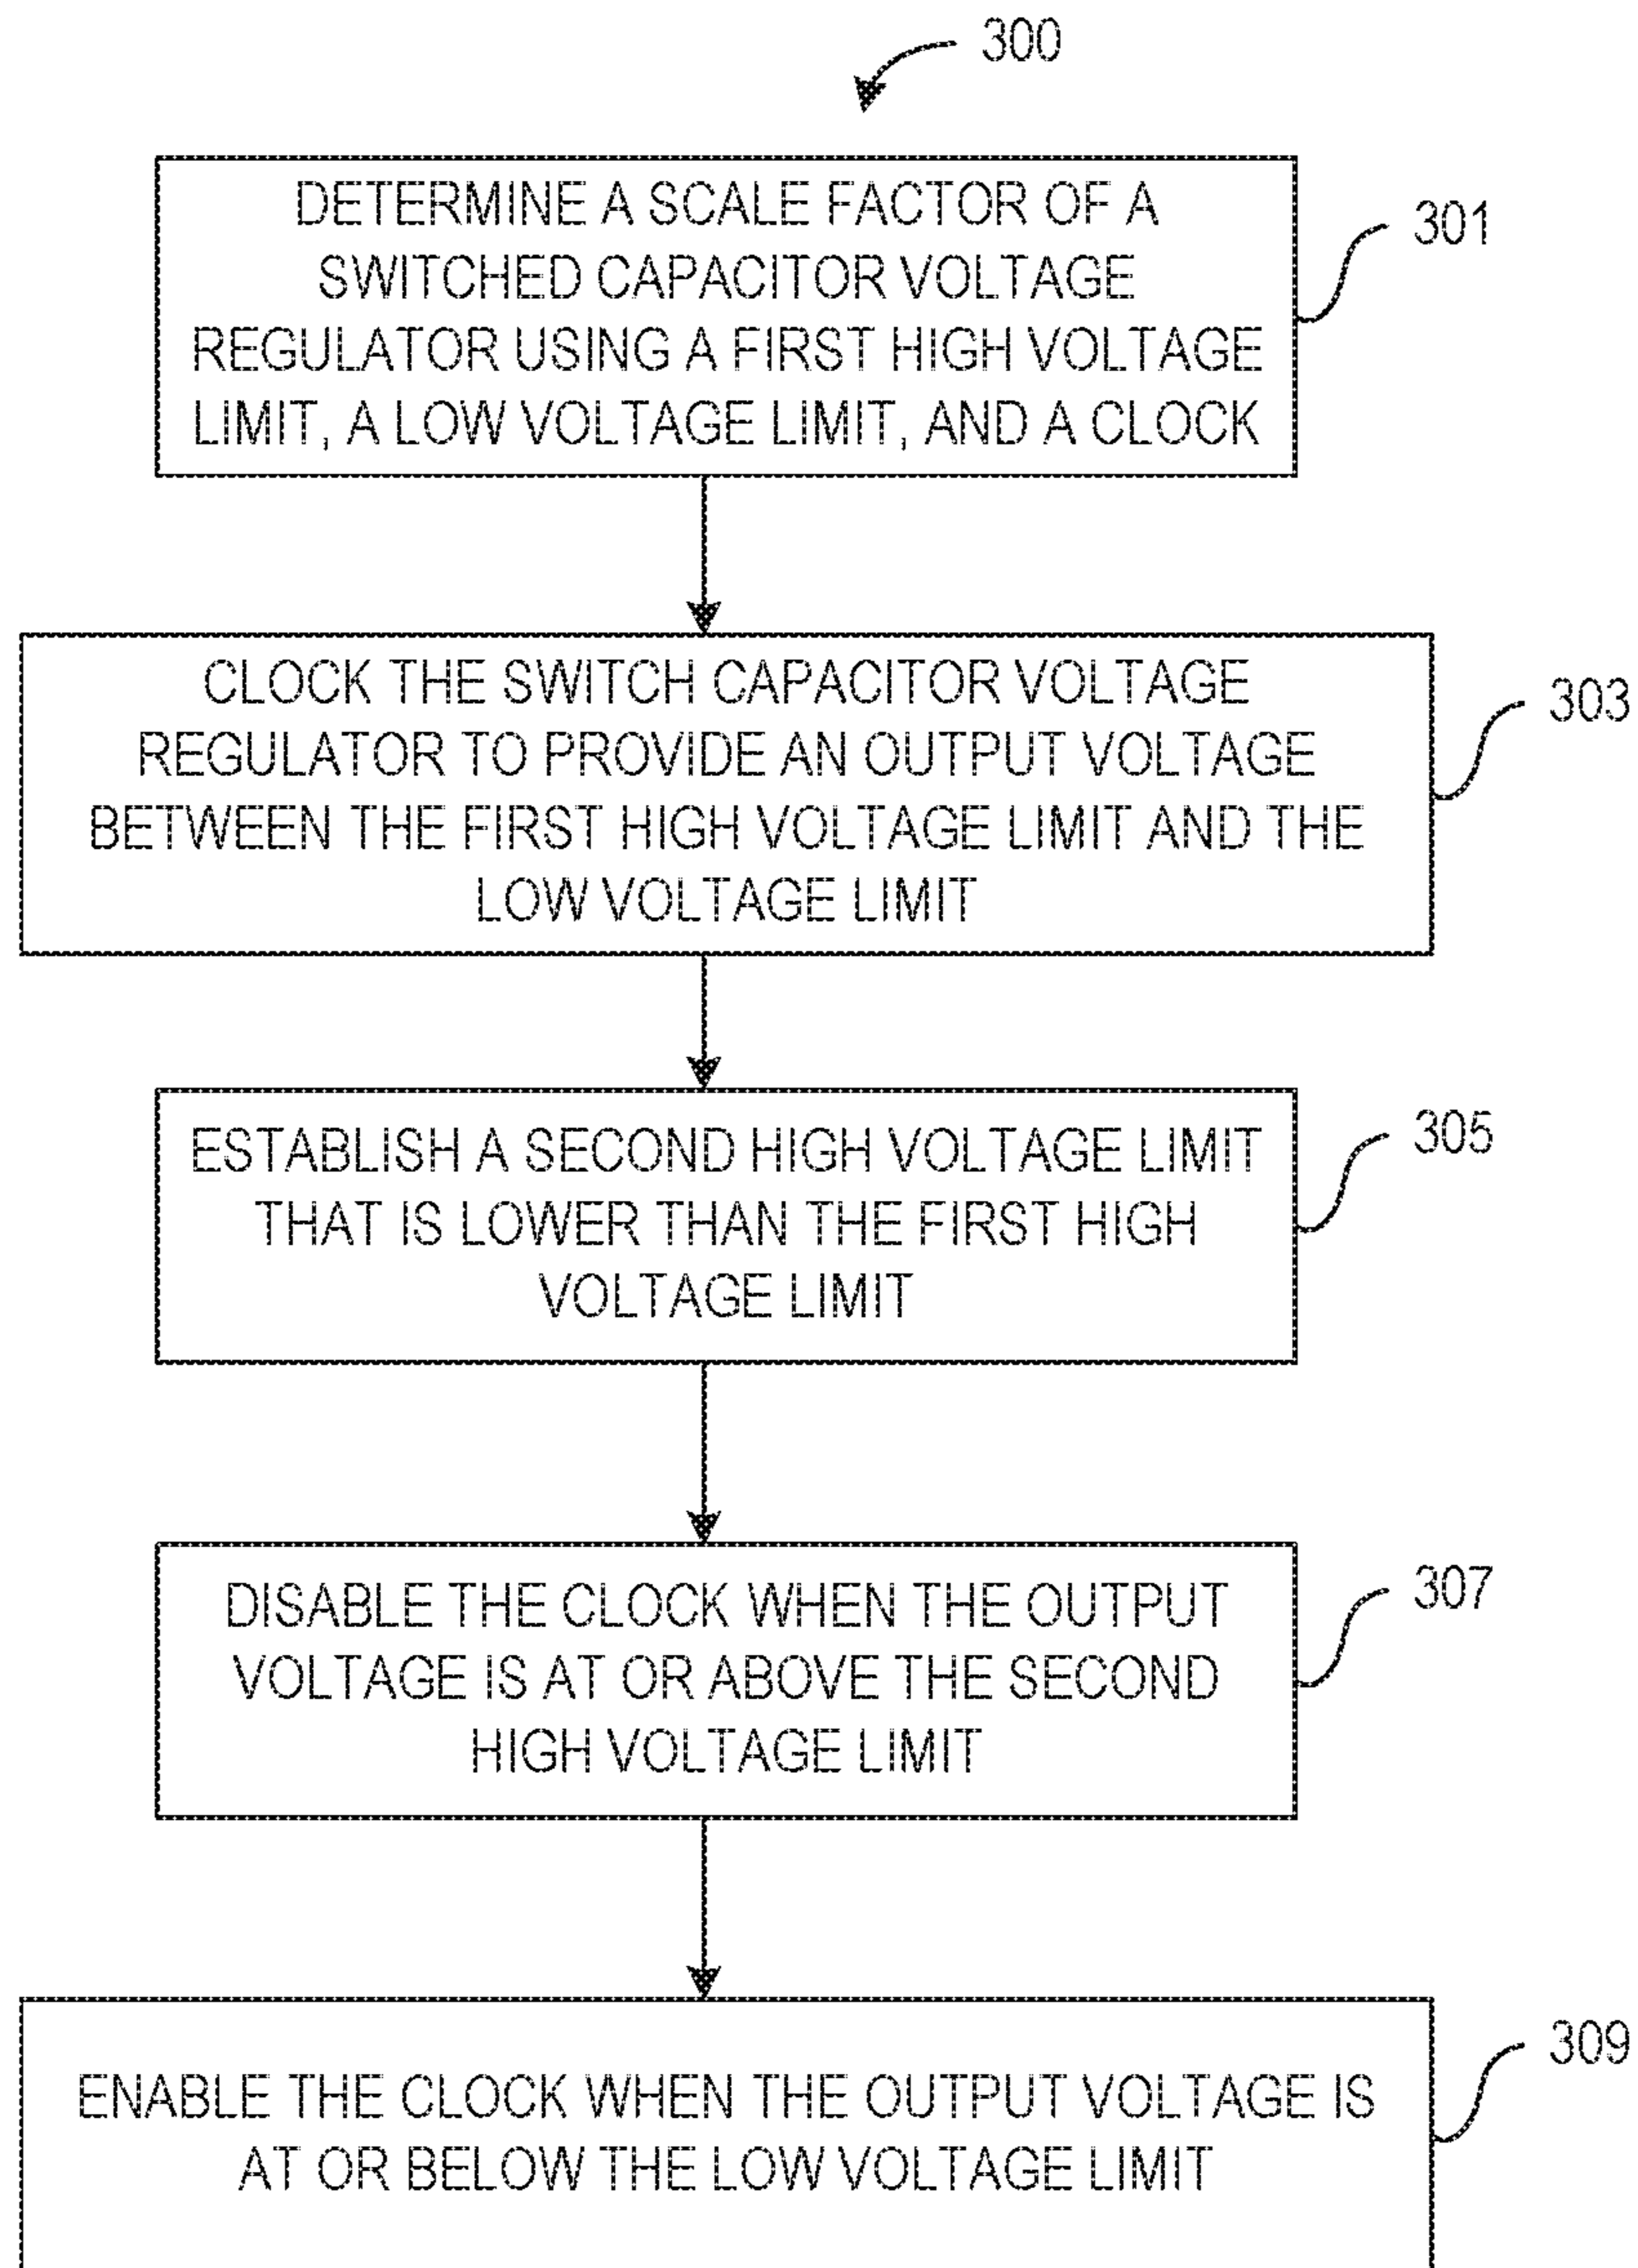 300
DETERMINE A SCALE FACTOR OF A
SWITCHED CAPACITOR VOLTAGE
REGULATOR USING A FIRST HIGH VOLTAGE
LIMIT, A LOW VOLTAGE LIMIT, AND A CLOCK
301
CLOCK THE SWITCH CAPACITOR VOLTAGE
REGULATOR TO PROVIDE AN OUTPUT VOLTAGE
BETWEEN THE FIRST HIGH VOLTAGE LIMIT AND THE
LOW VOLTAGE LIMIT
303
ESTABLISH A SECOND HIGH VOLTAGE LIMIT
THAT IS LOWER THAN THE FIRST HIGH
VOLTAGE LIMIT
305
DISABLE THE CLOCK WHEN THE OUTPUT
VOLTAGE IS AT OR ABOVE THE SECOND
HIGH VOLTAGE LIMIT
307
ENABLE THE CLOCK WHEN THE OUTPUT VOLTAGE IS
AT OR BELOW THE LOW VOLTAGE LIMIT
309